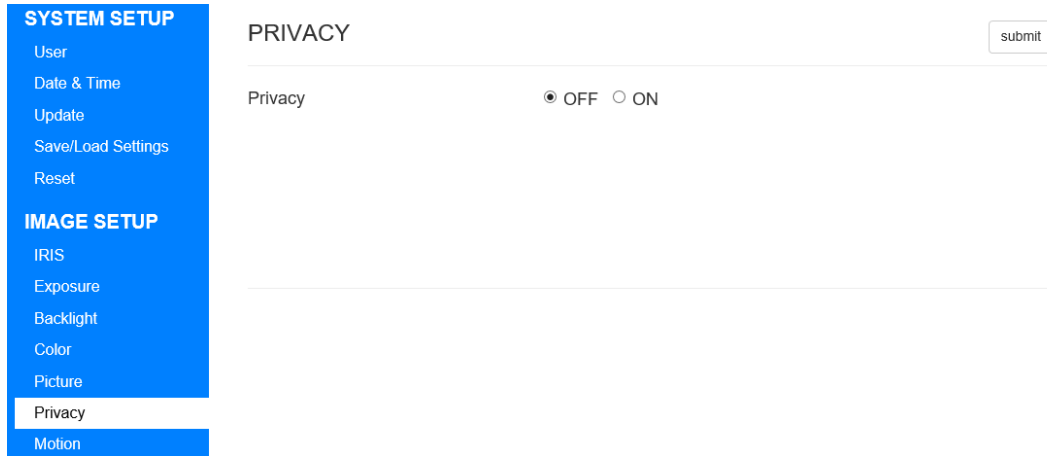 SYSTEM SETUP
User
Date & Time
Update
Save/Load Settings
Reset
IMAGE SETUP
IRIS
Exposure
Backlight
Color
Picture
Privacy
Motion
PRIVACY
submit
Privacy OFF ON